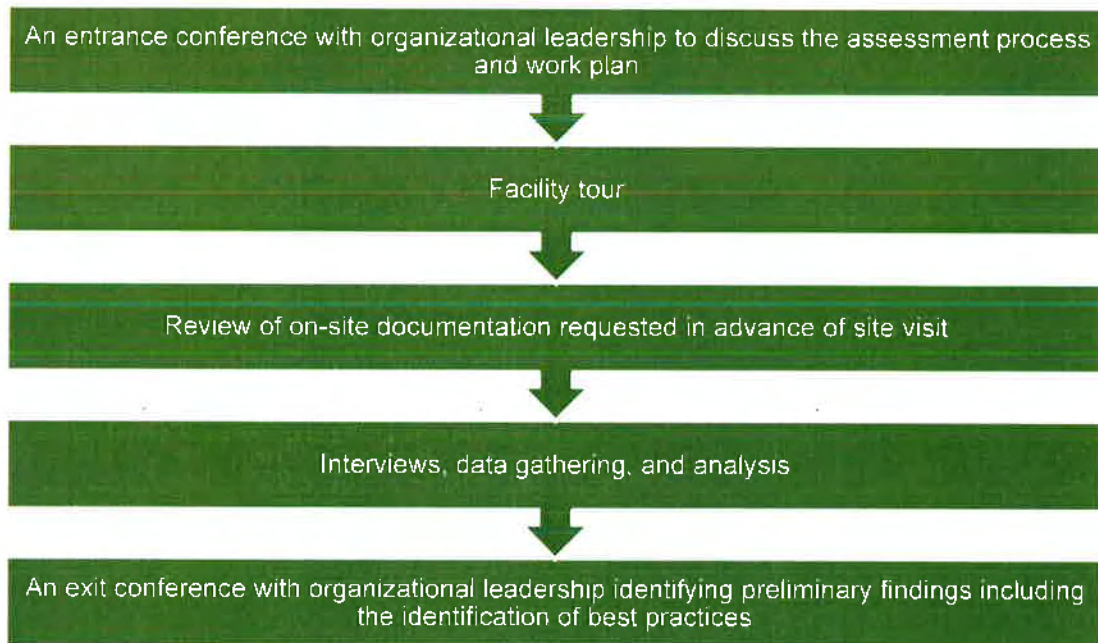 An entrance conference with organizational leadership to discuss the assessment process
and work plan
Facility tour
Review of on-site documentation requested in advance of site visit
Interviews, data gathering, and analysis
An exit conference with organizational leadership identifying preliminary findings including
the identification of best practices